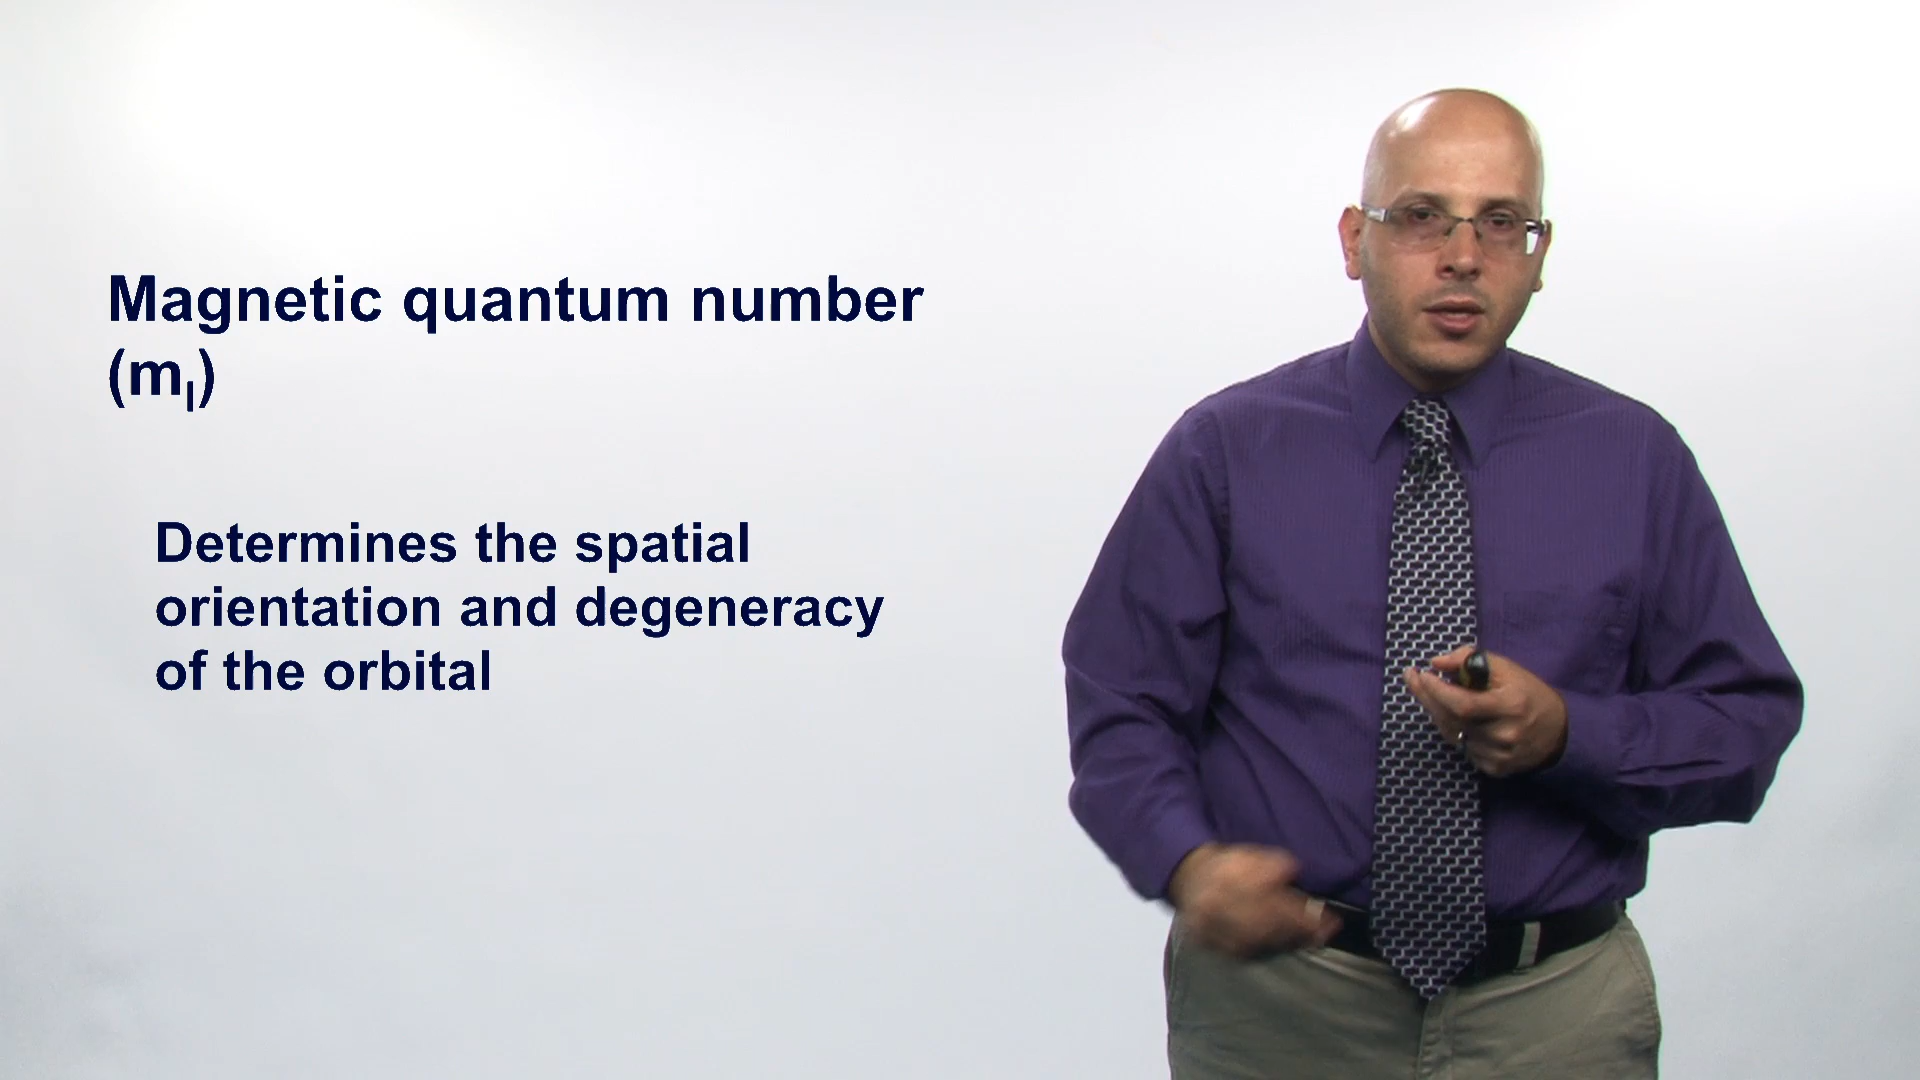 Magnetic quantum number
(mₗ)
Determines the spatial
orientation and degeneracy
of the orbital